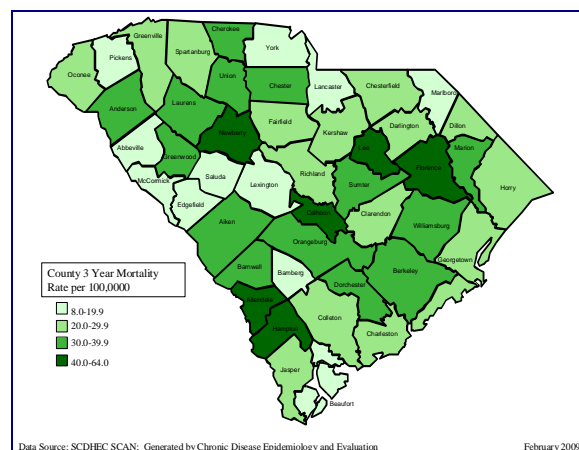 Cherokee
Greenville
York
Spartanburg
Pickens
Oconee
Union
Chester
Lancaster
Chesterfield
Marlboro
Anderson
Laurens
Fairfield
Kershaw
Darlington
Dillon
Newberry
Lee
Marion
Abbeville
Greenwood
Florence
McCormick
Saluda
Lexington
Richland
Sumter
Horry
Edgefield
Calhoun
Clarendon
Aiken
Williamsburg
Orangeburg
Georgetown
Barnwell
Bamberg
Dorchester
Berkeley
County 3 Year Mortality
Rate per 100,0000
8.0-19.9
20.0-29.9
30.0-39.9
40.0-64.0
Allendale
Hampton
Colleton
Charleston
Jasper
Beaufort
Data Source: SCDHEC SCAN; Generated by Chronic Disease Epidemiology and Evaluation
February 2009